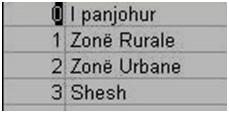 0 I panjohur
1 Zonë Rurale
2 Zonë Urbane
3 Shesh